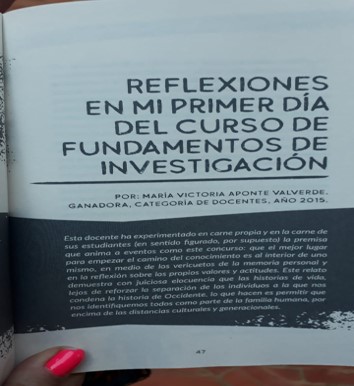 REFLEXIONES
EN MI PRIMER DÍA
DEL CURSO DE
FUNDAMENTOS DE
INVESTIGACIÓN
POR: MARÍA VICTORIA APONTE VALVERDE.
GANADORA, CATEGORÍA DE DOCENTES, AÑO 2015.
Esta docente ha experimentado en carne propia y en la carne de
sus estudiantes (en sentido figurado, por supuesto) la premisa
que anima a eventos como este concurso: que el mejor lugar
para empezar el camino del conocimiento es al interior de uno
mismo, en medio de los vericuetos de la memoria personal y
en la reflexión sobre los propios valores y actitudes. Este relato
demuestra con juiciosa elocuencia que las historias de vida,
lejos de reforzar la separación de los individuos a la que nos
condena la historia de Occidente, lo que hacen es permitir que
nos identifiquemos todos como parte de la familia humana, por
encima de las distancias culturales y generacionales.
47